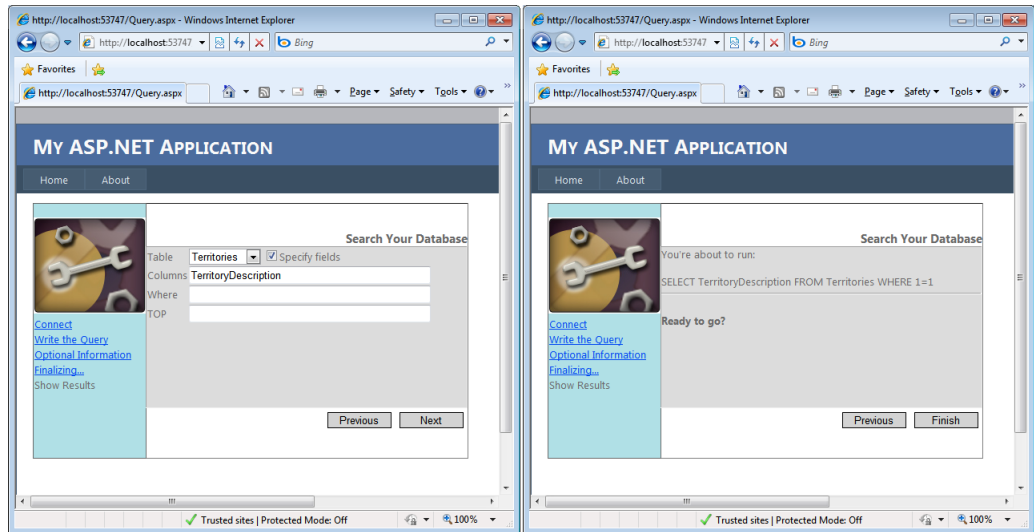 http://localhost:53747/Query.aspx - Windows Internet Explorer
http://localhost:53747
Bing
Favorites
http://localhost:53747/Query.aspx
Page
Safety
Tools
»
MY ASP.NET APPLICATION
Home
About
Search Your Database
Table
Territories
Specify fields
Columns
TerritoryDescription
Where
TOP
Connect
Write the Query
Optional Information
Finalizing...
Show Results
Previous
Next
Trusted sites | Protected Mode: Off
100%
http://localhost:53747/Query.aspx - Windows Internet Explorer
http://localhost:53747
Bing
Favorites
http://localhost:53747/Query.aspx
Page
Safety
Tools
»
MY ASP.NET APPLICATION
Home
About
Search Your Database
You're about to run:
SELECT TerritoryDescription FROM Territories WHERE 1=1
Ready to go?
Connect
Write the Query
Optional Information
Finalizing...
Show Results
Previous
Finish
Trusted sites | Protected Mode: Off
100%